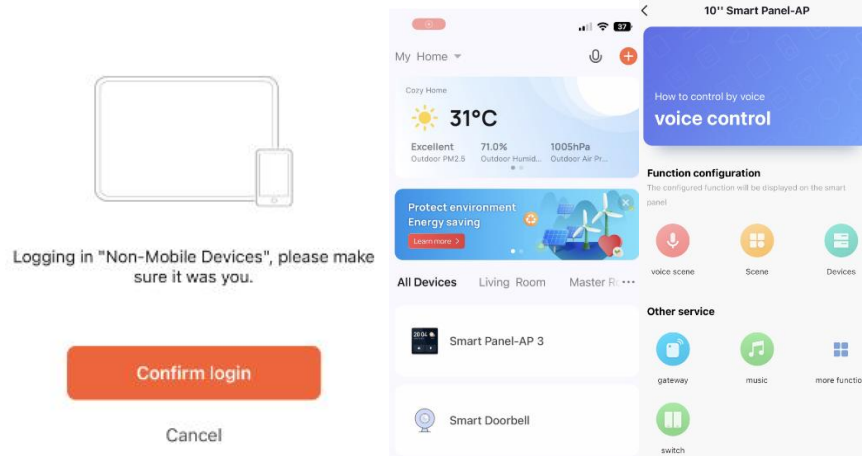 Logging in "Non-Mobile Devices", please make
sure it was you.
Confirm login
Cancel
37
My Home
Cozy Home
31°C
Excellent 71.0% 1005hPa
Outdoor PM2.5 Outdoor Humid... Outdoor Air Pr...
Protect environment
Energy saving
Learn more >
All Devices Living Room Master
Smart Panel-AP 3
Smart Doorbell
10'' Smart Panel-AP
How to control by voice
voice control
Function configuration
The configured function will be displayed on the smart
panel
voice scene Scene Devices
Other service
gateway music more functio
switch